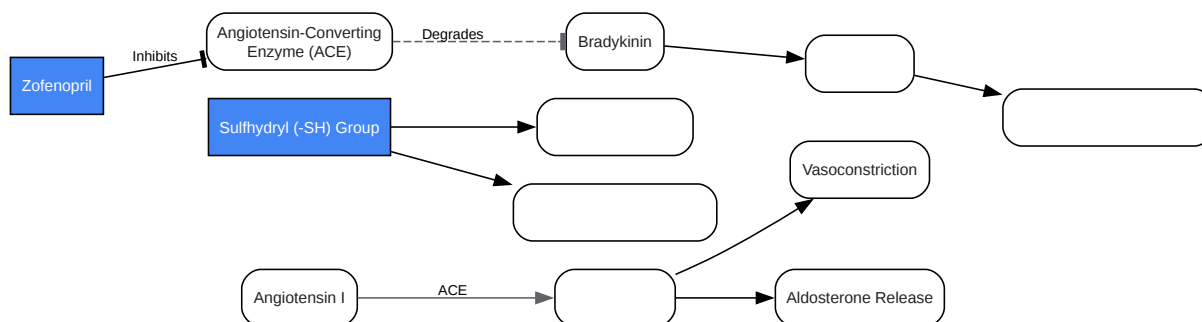 Angiotensin-Converting
Enzyme (ACE)
Degrades
Bradykinin
Inhibits
Zofenopril
Sulfhydryl (-SH) Group
Vasoconstriction
Angiotensin I
ACE
Aldosterone Release